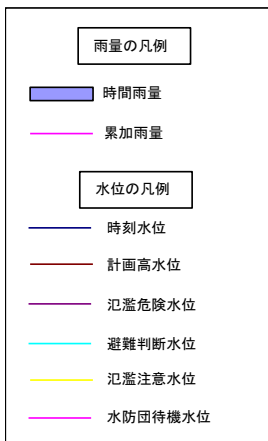 雨量の凡例
時間雨量
累加雨量
水位の凡例
時刻水位
計画高水位
氾濫危険水位
避難判断水位
氾濫注意水位
水防団待機水位